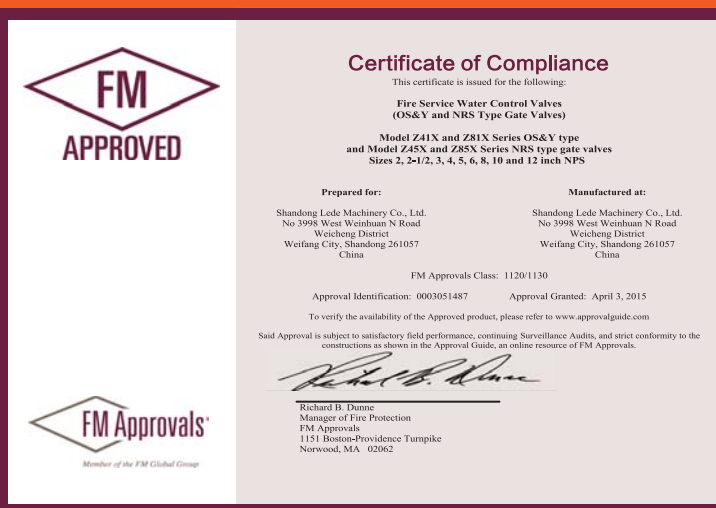 FM
APPROVED
Certificate of Compliance
This certificate is issued for the following:
Fire Service Water Control Valves
(OS&Y and NRS Type Gate Valves)
Model Z41X and Z81X Series OS&Y type
and Model Z45X and Z85X Series NRS type gate valves
Sizes 2, 2-1/2, 3, 4, 5, 6, 8, 10 and 12 inch NPS
Prepared for:
Shandong Lede Machinery Co., Ltd.
No 3998 West Weinhuan N Road
Weicheng District
Weifang City, Shandong 261057
China
Manufactured at:
Shandong Lede Machinery Co., Ltd.
No 3998 West Weinhuan N Road
Weicheng District
Weifang City, Shandong 261057
China
FM Approvals Class: 1120/1130
Approval Identification: 0003051487 Approval Granted: April 3, 2015
To verify the availability of the Approved product, please refer to www.approvalguide.com
Said Approval is subject to satisfactory field performance, continuing Surveillance Audits, and strict conformity to the
constructions as shown in the Approval Guide, an online resource of FM Approvals.
Richard B. Dunne
Richard B. Dunne
Manager of Fire Protection
FM Approvals
1151 Boston-Providence Turnpike
Norwood, MA 02062
FM Approvals
Member of the FM Global Group